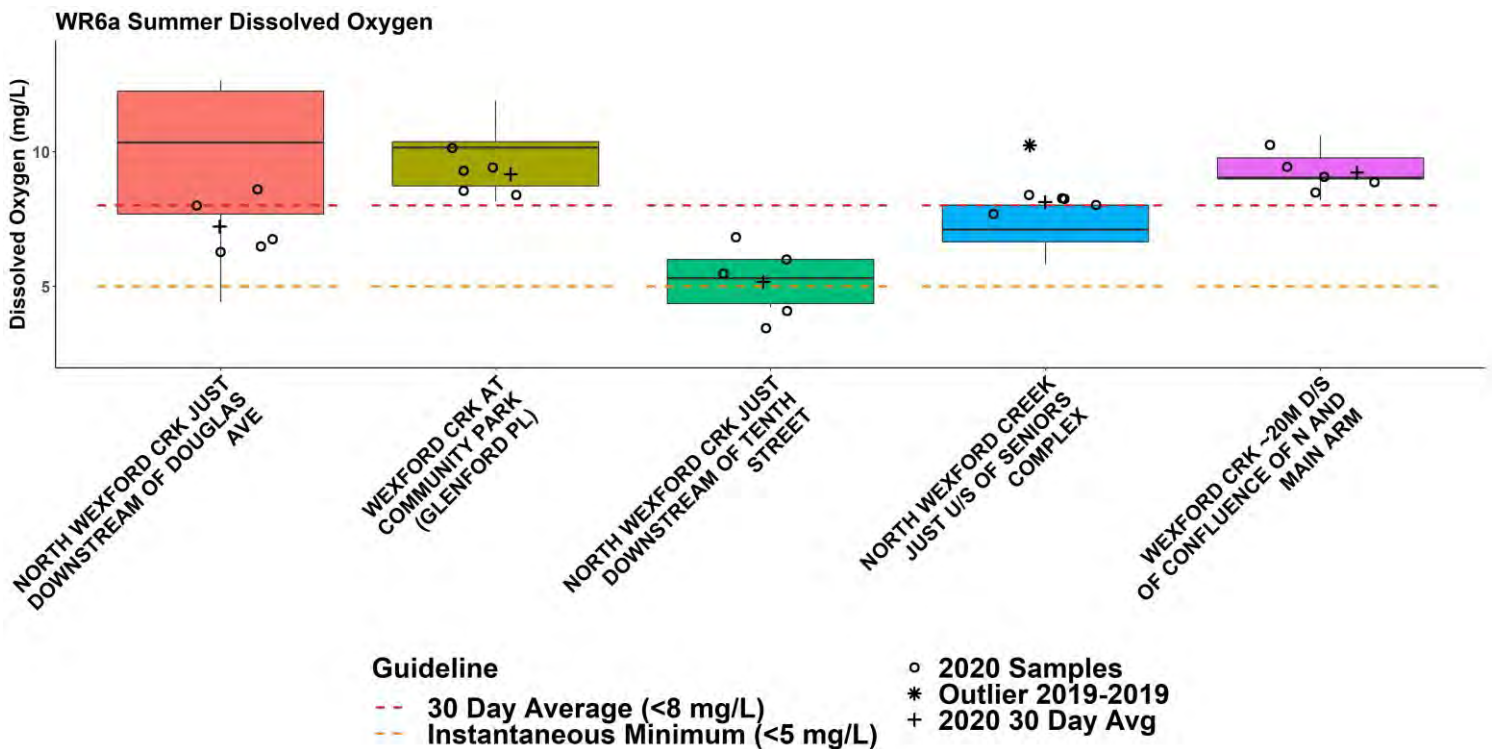 WR6a Summer Dissolved Oxygen
Dissolved Oxygen (mg/L)
10
5
NORTH WEXFORD CRK JUST
DOWNSTREAM OF DOUGLAS
AVE
WEXFORD CRK AT
COMMUNITY PARK
(GLENFORD PL)
NORTH WEXFORD CRK JUST
DOWNSTREAM OF TENTH
STREET
NORTH WEXFORD CREEK
JUST U/S OF SENIORS
COMPLEX
WEXFORD CRK ~20M D/S
OF CONFLUENCE OF N AND
MAIN ARM
Guideline
30 Day Average (<8 mg/L)
Instantaneous Minimum (<5 mg/L)
2020 Samples
Outlier 2019-2019
2020 30 Day Avg